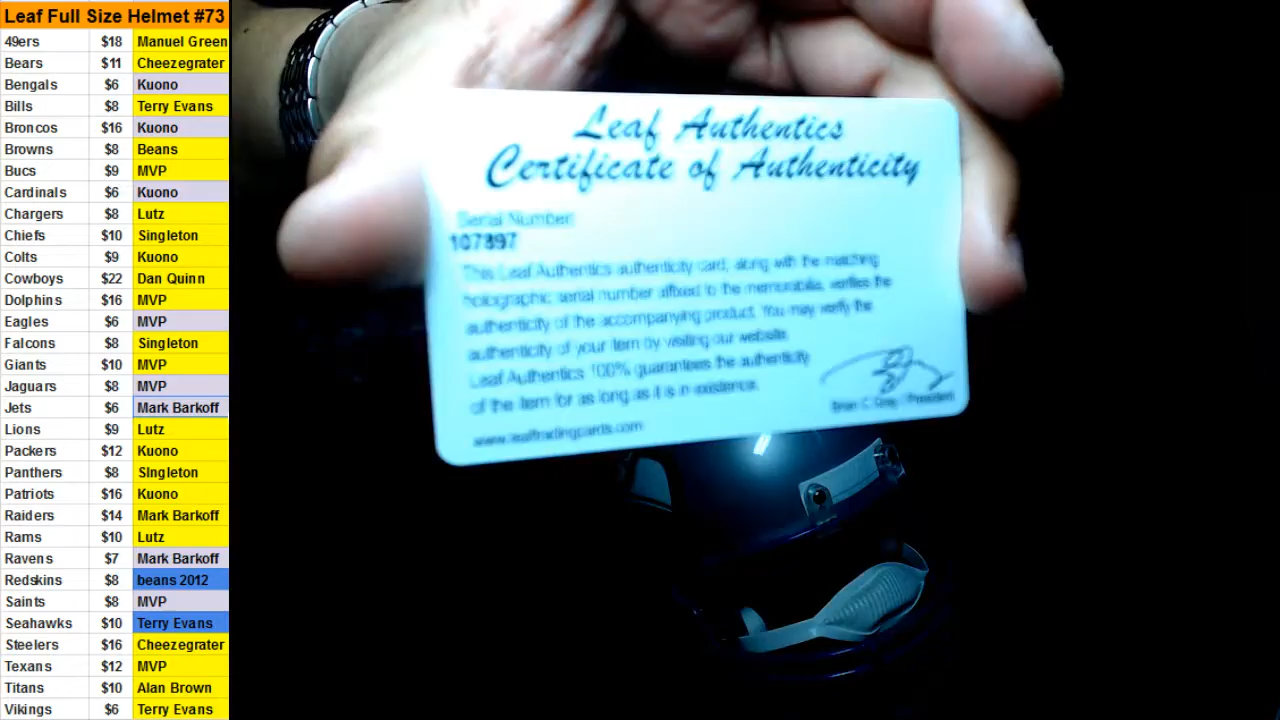 Leaf Full Size Helmet #73
49ers $18 Manuel Green
Bears $11 Cheezegrater
Bengals $6 Kuono
Bills $8 Terry Evans
Broncos $16 Kuono
Browns $8 Beans
Bucs $9 MVP
Cardinals $6 Kuono
Chargers $8 Lutz
Chiefs $10 Singleton
Colts $9 Kuono
Cowboys $22 Dan Quinn
Dolphins $16 MVP
Eagles $6 MVP
Falcons $8 Singleton
Giants $10 MVP
Jaguars $8 MVP
Jets $6 Mark Barkoff
Lions $9 Lutz
Packers $12 Kuono
Panthers $8 SIngleton
Patriots $16 Kuono
Raiders $14 Mark Barkoff
Rams $10 Lutz
Ravens $7 Mark Barkoff
Redskins $8 beans 2012
Saints $8 MVP
Seahawks $10 Terry Evans
Steelers $16 Cheezegrater
Texans $12 MVP
Titans $10 Alan Brown
Vikings $6 Terry Evans
Leaf Authentics
Certificate of Authenticity
Serial Number:
107897
This Leaf Authentics authenticity card, along with the matching
holographic serial number affixed to the memorabilia, verifies the
authenticity of the accompanying product. You may verify the
authenticity of your item by visiting our website.
Leaf Authentics 100% guarantees the authenticity
of the item for as long as it is in existence.
Brian C. Gray - President
www.leaftradingcards.com